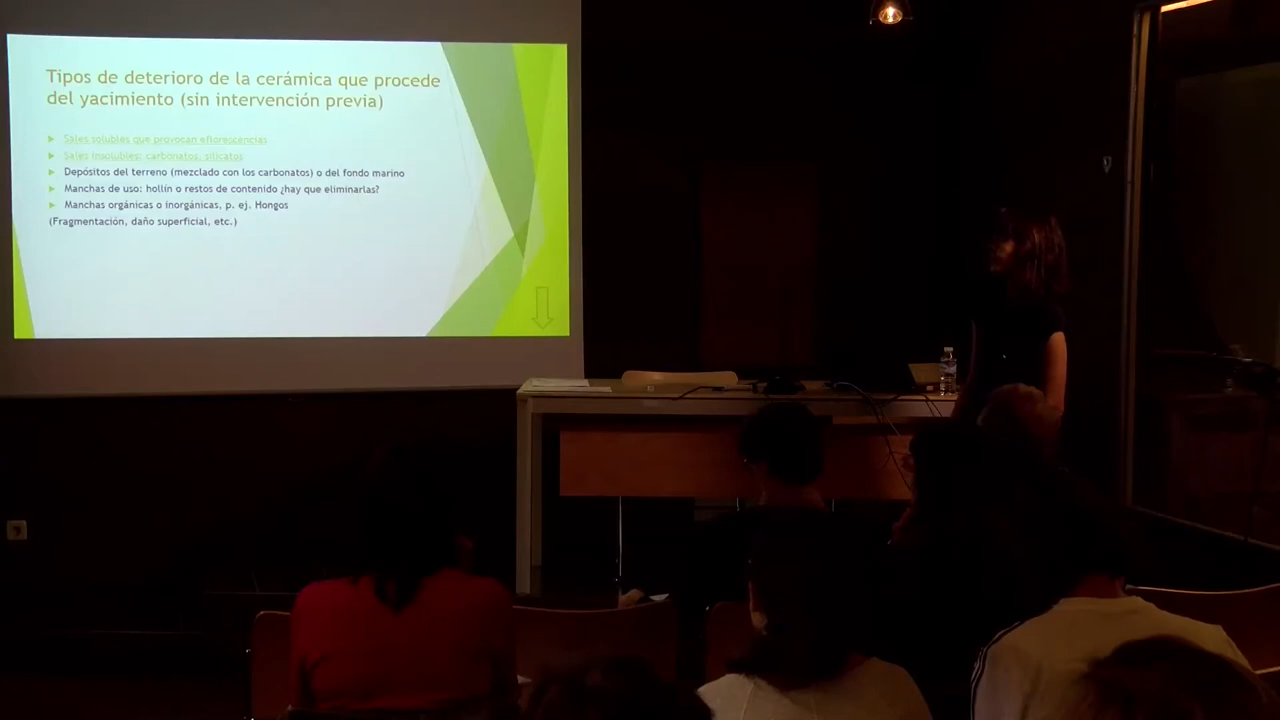 Tipos de deterioro de la cerámica que procede
del yacimiento (sin intervención previa)
Sales solubles que provocan eflorescencias
Sales insolubles: carbonatos, silicatos
Depósitos del terreno (mezclado con los carbonatos) o del fondo marino
Manchas de uso: hollín o restos de contenido ¿hay que eliminarlas?
Manchas orgánicas o inorgánicas, p. ej. Hongos
(Fragmentación, daño superficial, etc.)